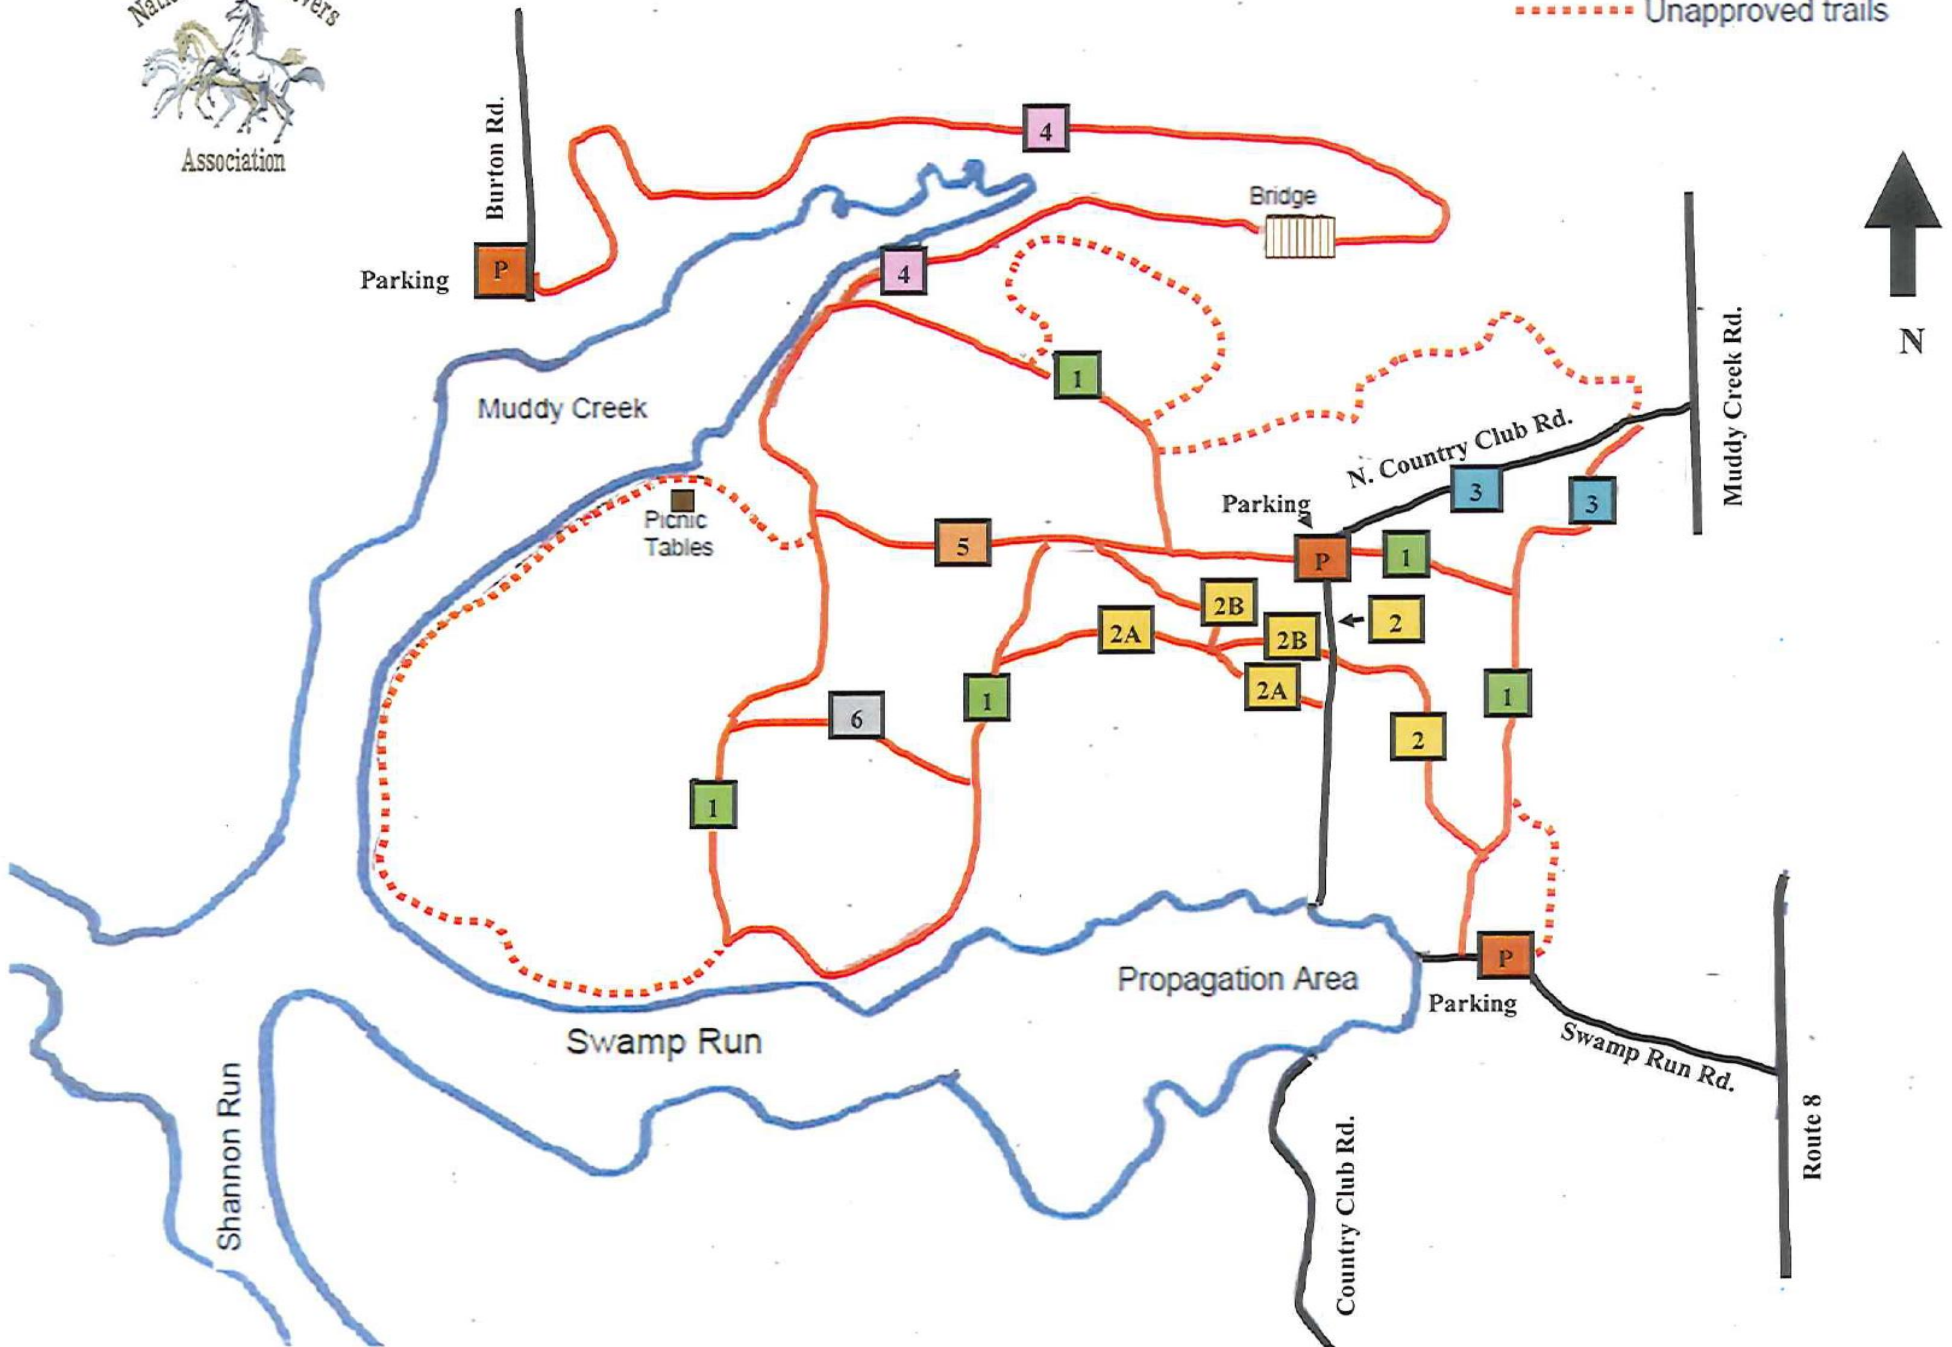 Association
Unapproved trails
Burton Rd.
4
Bridge
P
Parking
4
N
Muddy Creek Rd.
1
Muddy Creek
N. Country Club Rd.
3
3
Parking
Picnic
Tables
5
P
1
2B
2
2A
2B
2A
1
1
6
2
1
P
Propagation Area
Parking
Swamp Run
Swamp Run Rd.
Shannon Run
Country Club Rd.
Route 8